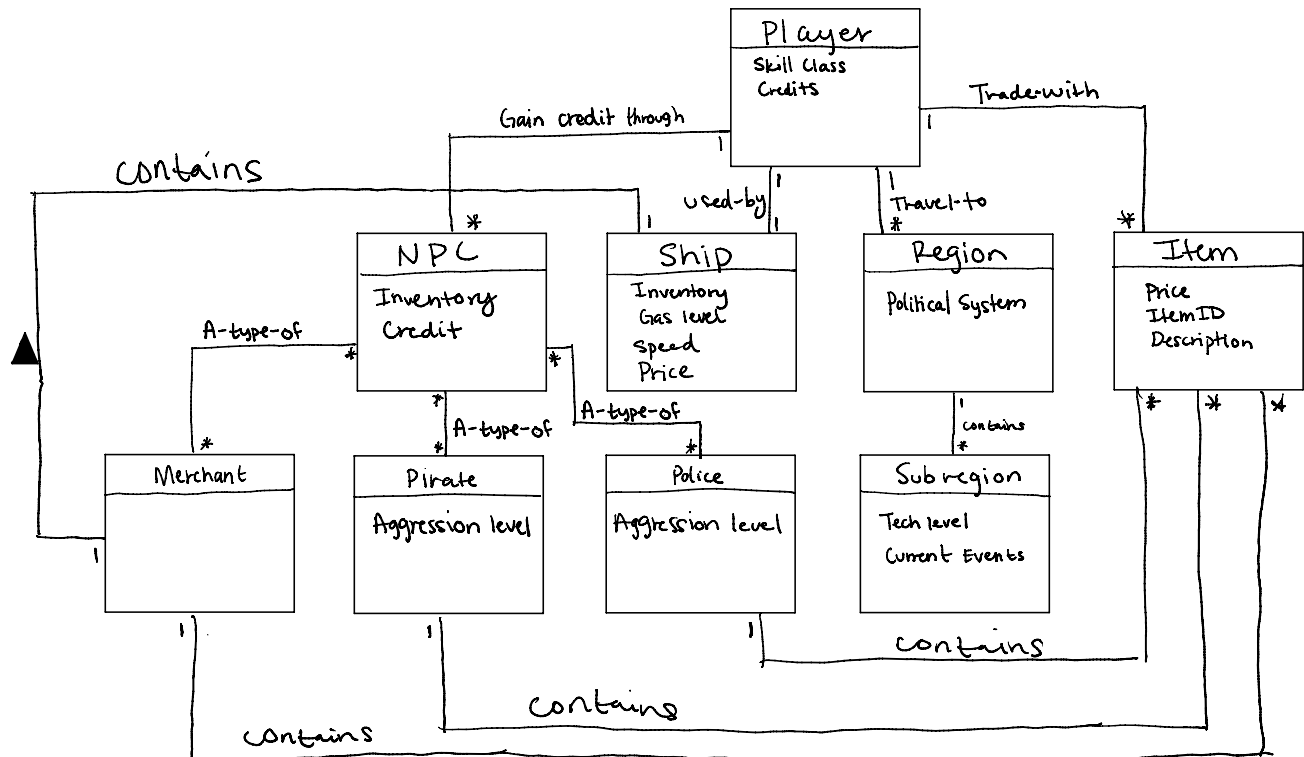 Player
Skill Class
Credits
Trade-with
1
Gain credit through
1
contains
used-by
1
1
1
Travel-to
*
*
1
*
NPC
Inventory
Credit
Ship
Inventory
Gas level
Speed
Price
Region
Political System
Item
Price
ItemID
Description
A-type-of
*
*
*
A-type-of
*
*
A-type-of
*
1
contains
*
*
*
*
Merchant
1
Pirate
Aggression level
Police
Aggression level
Subregion
Tech level
Current Events
1
1
1
contains
contains
contains